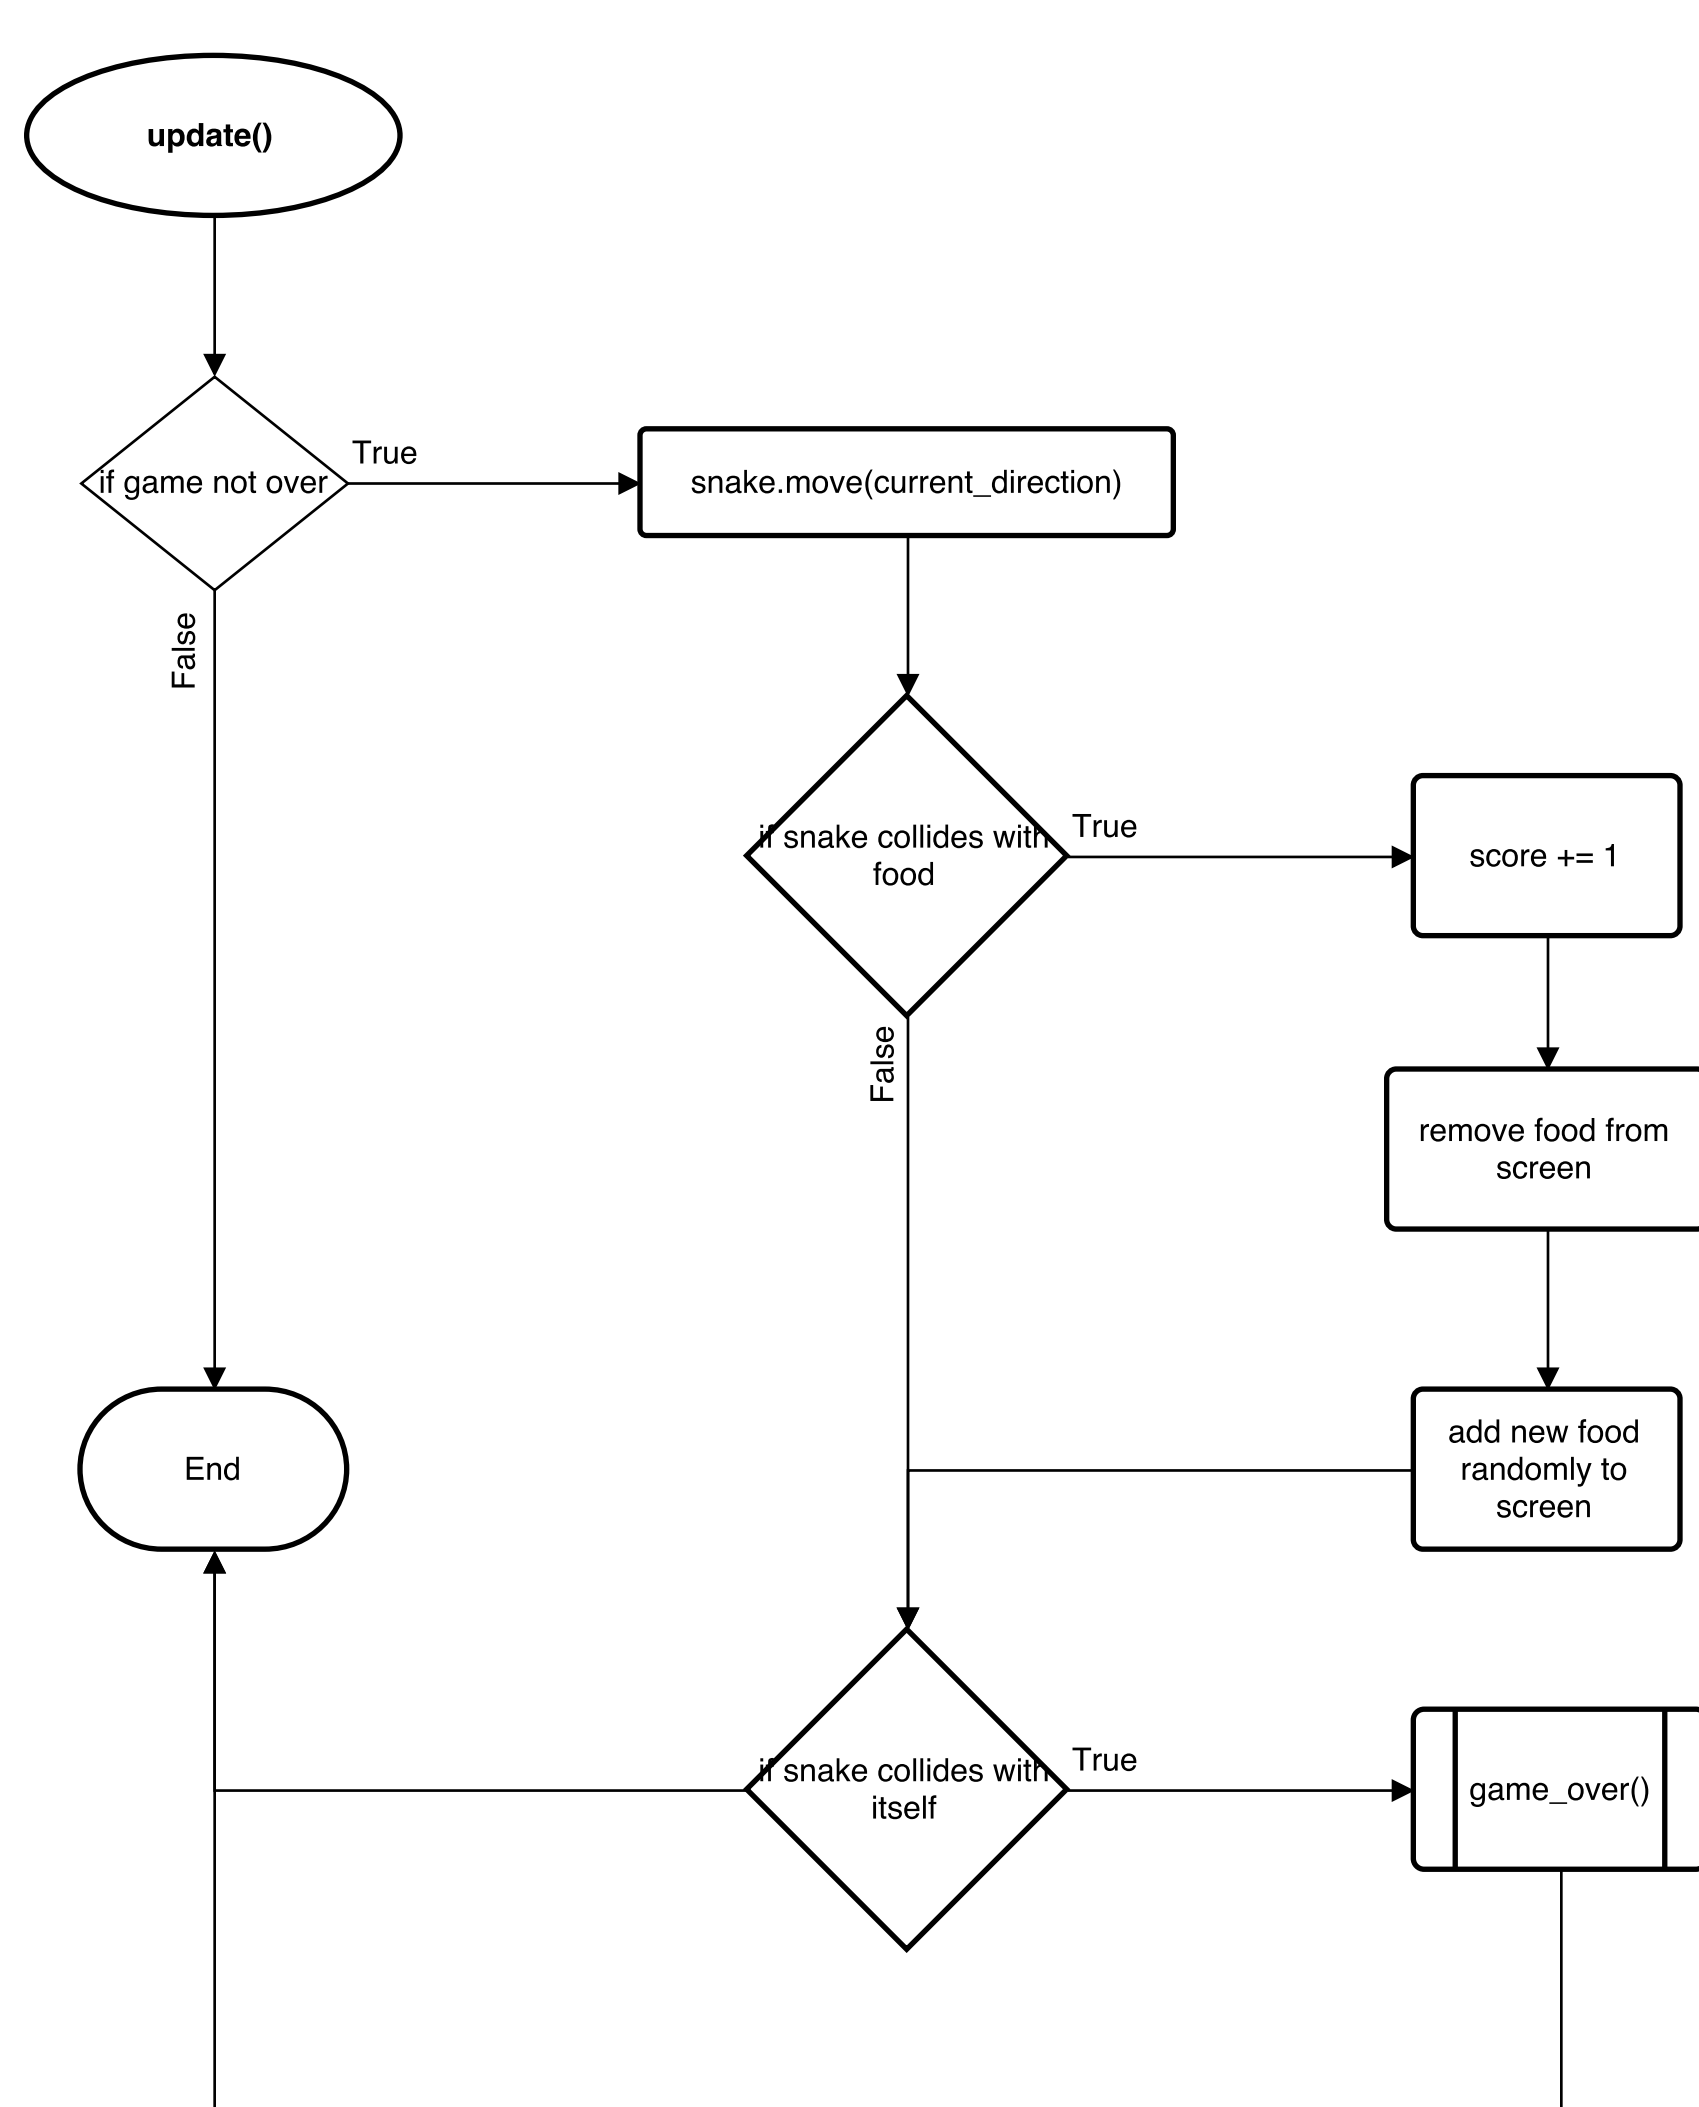 update()
if game not over
True
snake.move(current_direction)
False
if snake collides with
food
True
score += 1
False
remove food from
screen
add new food
randomly to
screen
End
if snake collides with
itself
True
game_over()